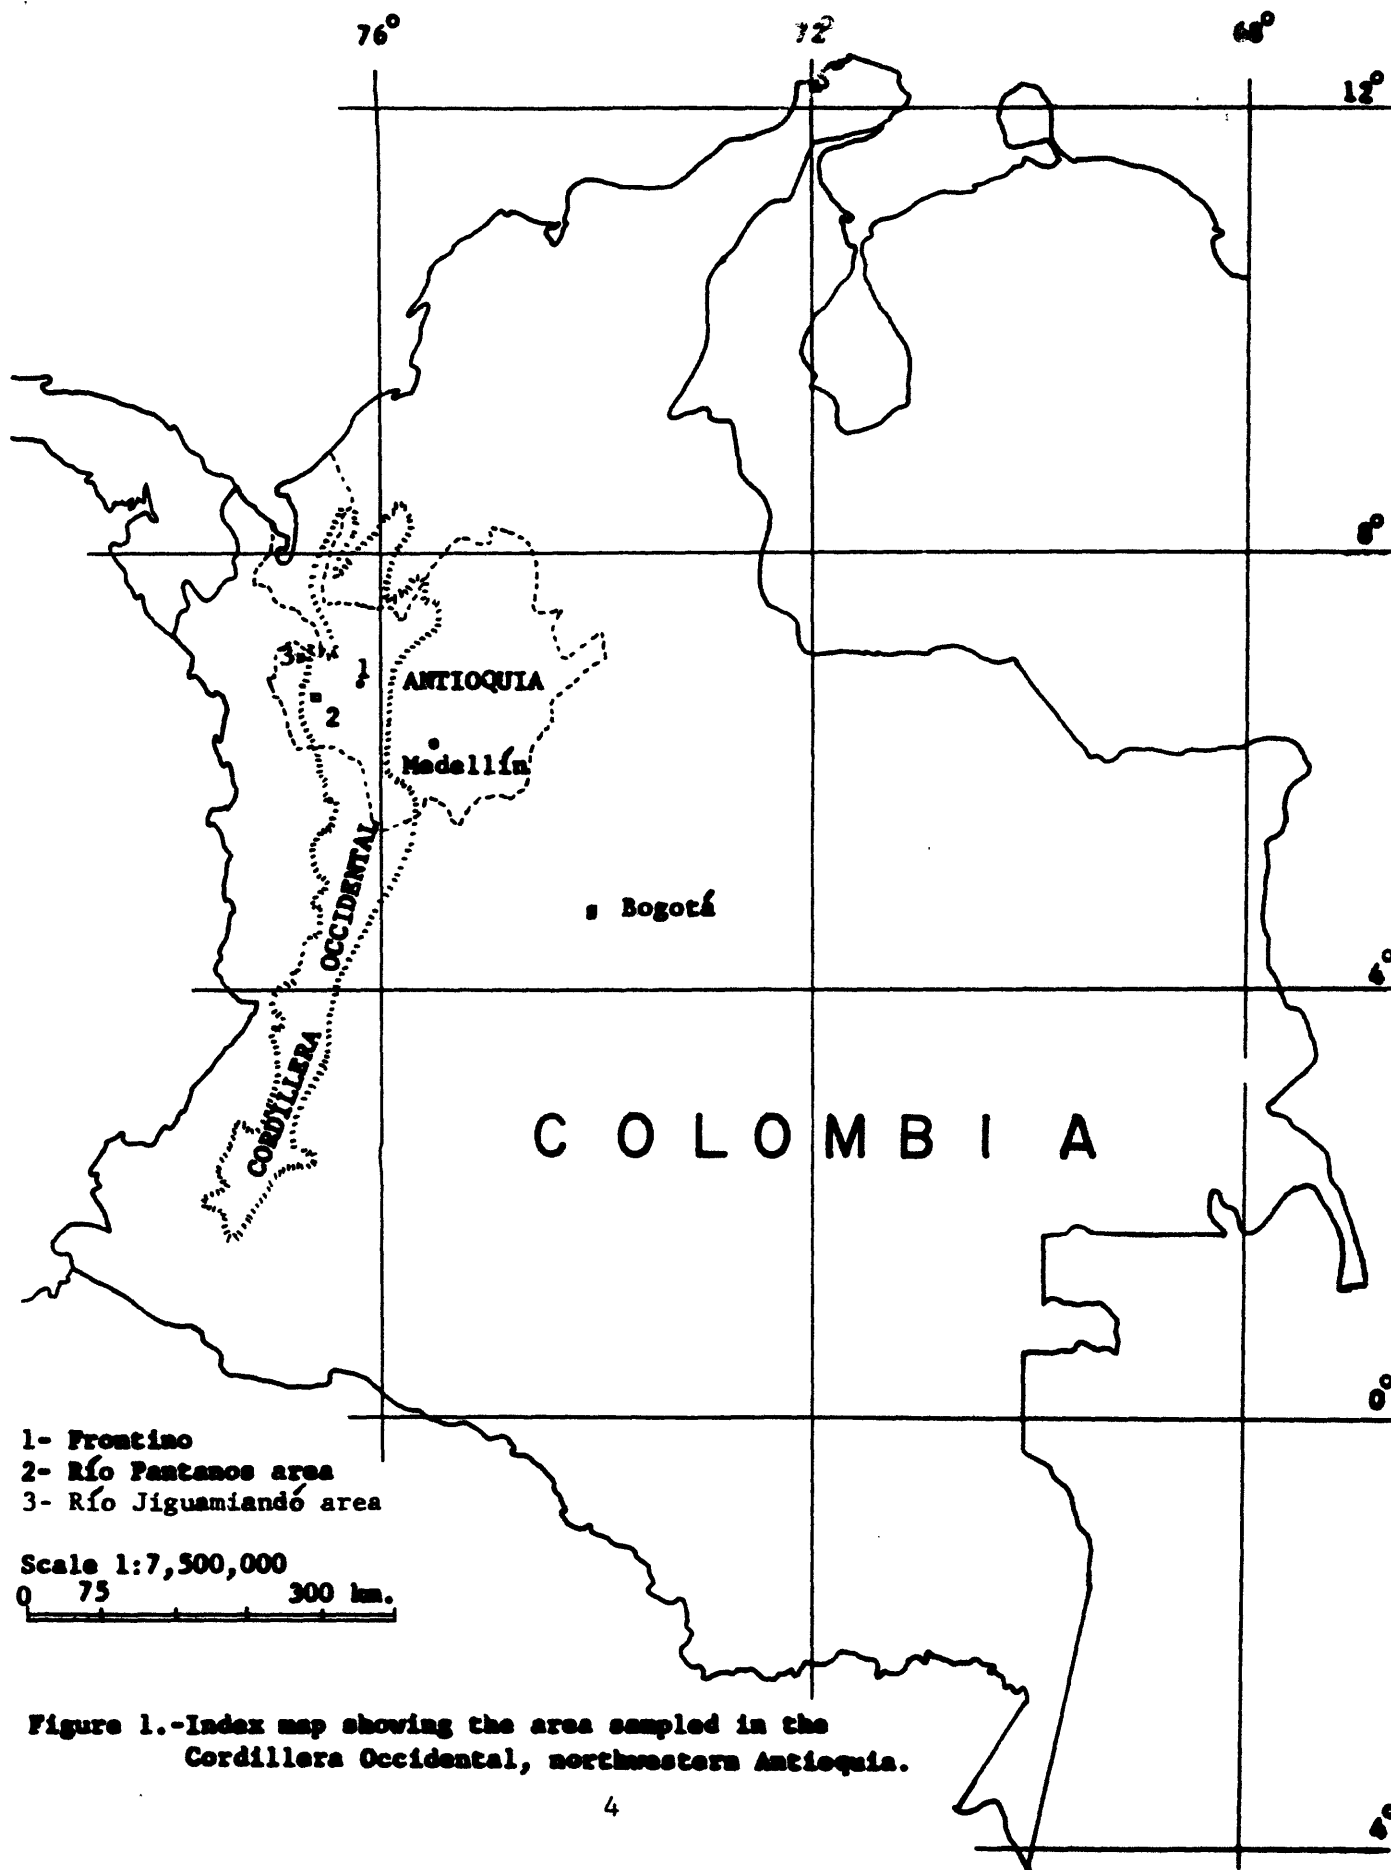 76°
72°
68°
12°
8°
3
1
ANTIOQUIA
2
Medellín
OCCIDENTAL
Bogotá
4°
CORDILLERA
COLOMBIA
0°
1- Frontino
2- Río Pantanos area
3- Río Jiguamiandó area
Scale 1:7,500,000
0 75 300 km.
Figure 1.-Index map showing the area sampled in the
Cordillera Occidental, northwestern Antioquia.
4
4°